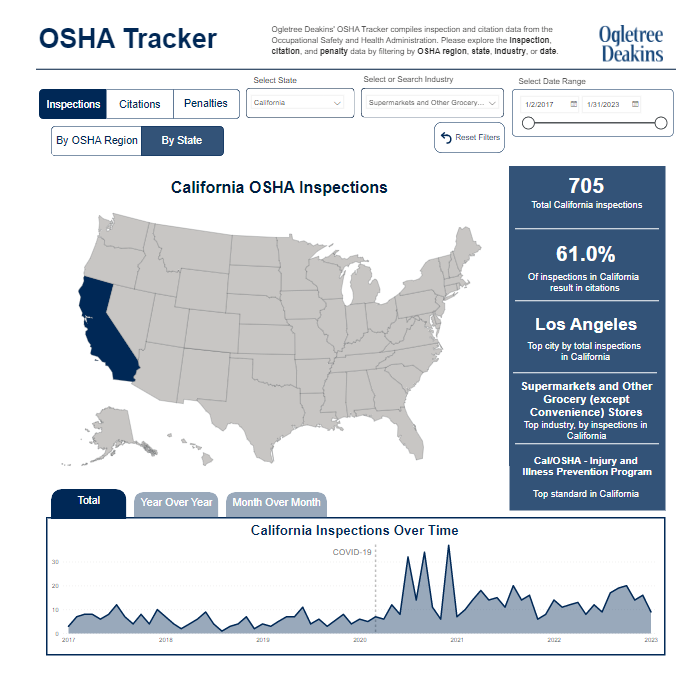 OSHA Tracker
Ogletree Deakins' OSHA Tracker compiles inspection and citation data from the
Occupational Safety and Health Administration. Please explore the inspection,
citation, and penalty data by filtering by OSHA region, state, industry, or date.
Ogletree
Deakins
Inspections
Citations
Penalties
By OSHA Region
By State
Select State
California
Select or Search Industry
Supermarkets and Other Grocery...
Select Date Range
1/2/2017
1/31/2023
Reset Filters
California OSHA Inspections
705
Total California inspections
61.0%
Of inspections in California
result in citations
Los Angeles
Top city by total inspections
in California
Supermarkets and Other
Grocery (except
Convenience) Stores
Top industry, by inspections in
California
Cal/OSHA - Injury and
Illness Prevention Program
Top standard in California
Total
Year Over Year
Month Over Month
California Inspections Over Time
COVID-19
30
20
10
0
2017
2018
2019
2020
2021
2022
2023